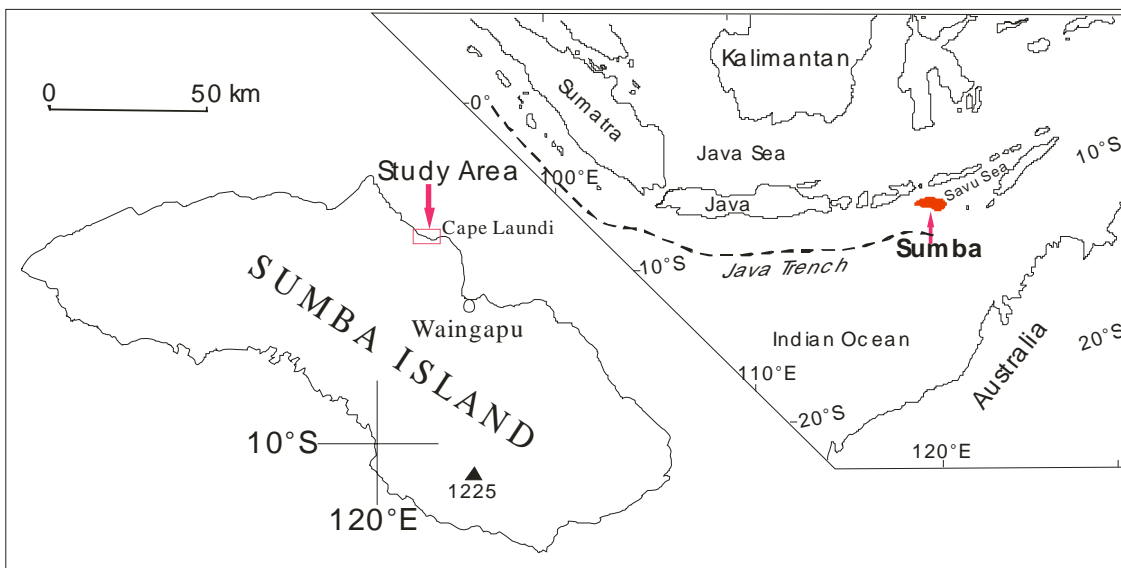 0 50 km
Study Area
Cape Laundi
SUMBA ISLAND
Waingapu
10°S
120°E
1225
Kalimantan
Sumatra
0°
Java Sea
10°S
100°E
Java
Savu Sea
Sumba
10°S
Java Trench
Indian Ocean
Australia
20°S
110°E
20°S
120°E